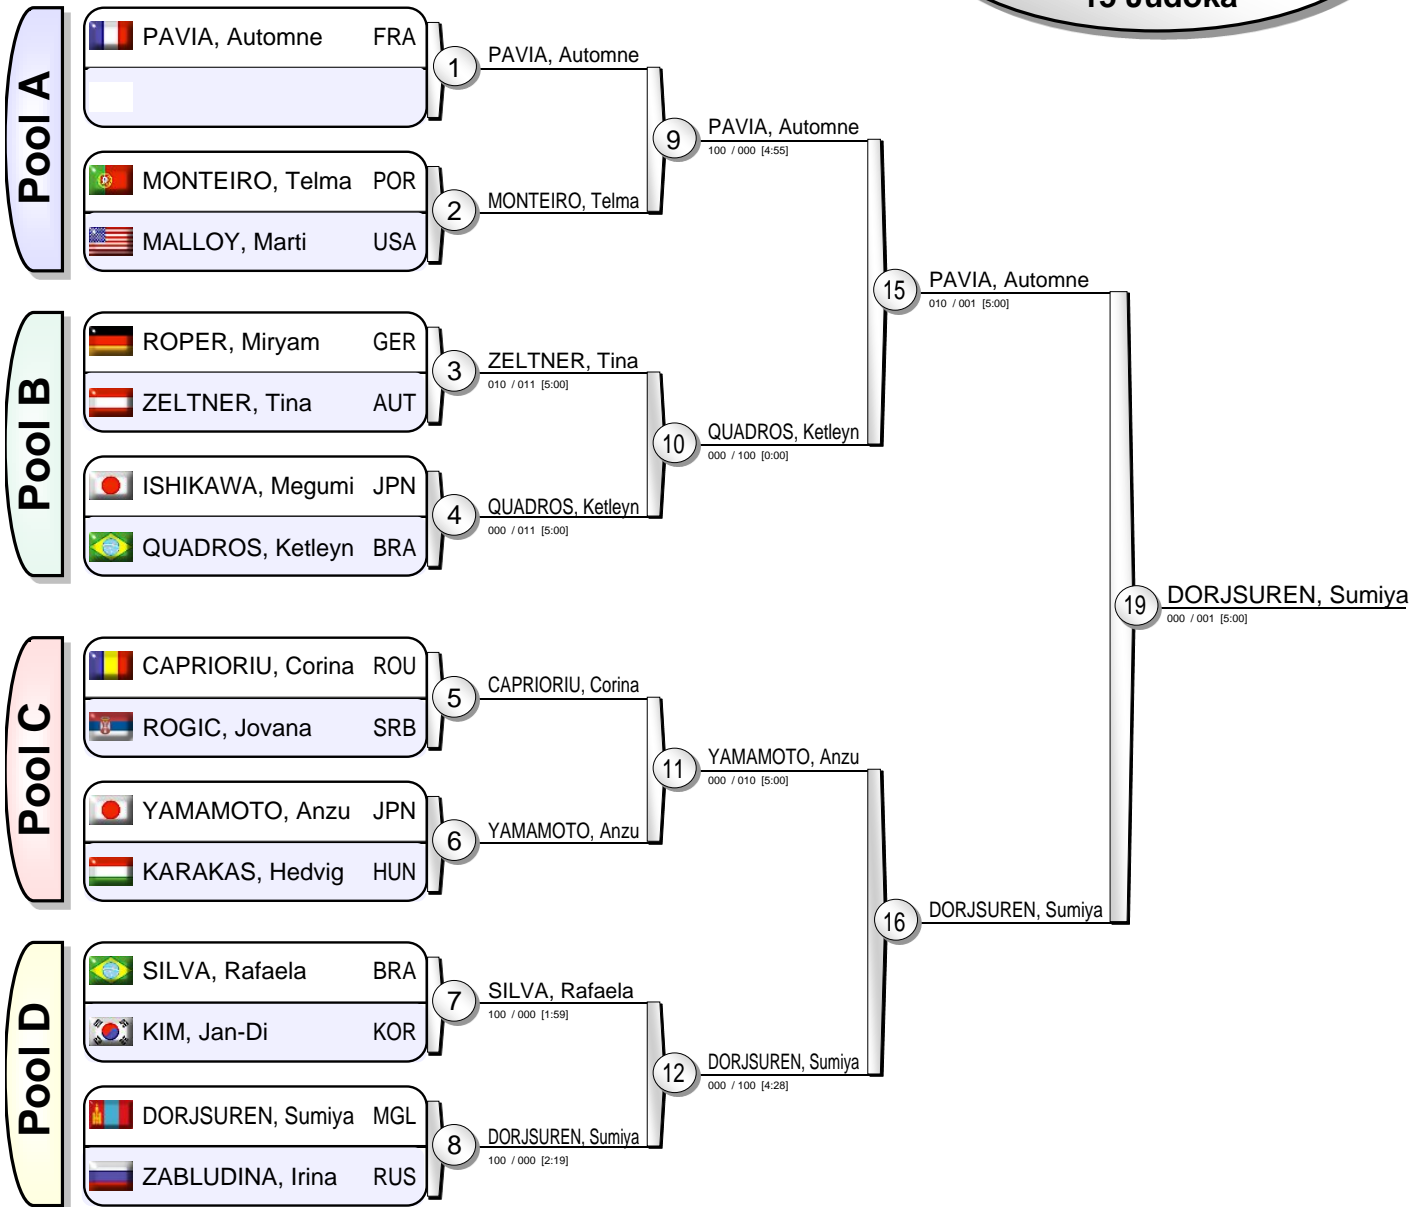 15 Judoka
Pool A
PAVIA, Automne FRA
MONTEIRO, Telma POR
MALLOY, Marti USA
1
PAVIA, Automne
2
MONTEIRO, Telma
9
PAVIA, Automne
100 / 000 [4:55]
Pool B
ROPER, Miryam GER
ZELTNER, Tina AUT
ISHIKAWA, Megumi JPN
QUADROS, Ketleyn BRA
3
ZELTNER, Tina
010 / 011 [5:00]
4
QUADROS, Ketleyn
000 / 011 [5:00]
10
QUADROS, Ketleyn
000 / 100 [0:00]
15
PAVIA, Automne
010 / 001 [5:00]
Pool C
CAPRIORIU, Corina ROU
ROGIC, Jovana SRB
YAMAMOTO, Anzu JPN
KARAKAS, Hedvig HUN
5
CAPRIORIU, Corina
6
YAMAMOTO, Anzu
11
YAMAMOTO, Anzu
000 / 010 [5:00]
Pool D
SILVA, Rafaela BRA
KIM, Jan-Di KOR
DORJSUREN, Sumiya MGL
ZABLUDINA, Irina RUS
7
SILVA, Rafaela
100 / 000 [1:59]
8
DORJSUREN, Sumiya
100 / 000 [2:19]
12
DORJSUREN, Sumiya
000 / 100 [4:28]
16
DORJSUREN, Sumiya
19
DORJSUREN, Sumiya
000 / 001 [5:00]